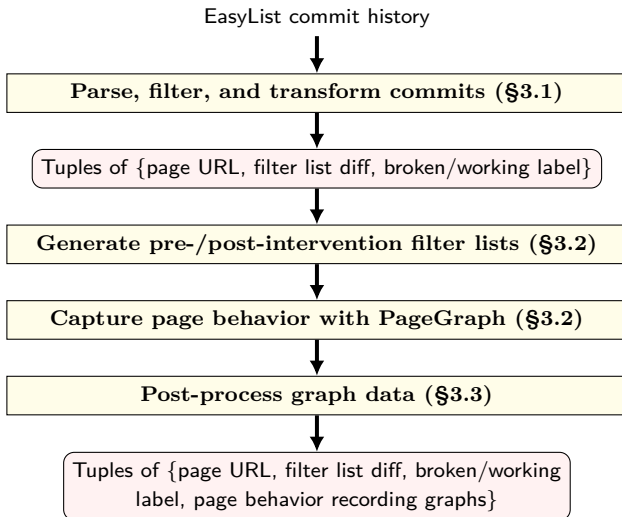 EasyList commit history
Parse, filter, and transform commits (§3.1)
Tuples of {page URL, filter list diff, broken/working label}
Generate pre-/post-intervention filter lists (§3.2)
Capture page behavior with PageGraph (§3.2)
Post-process graph data (§3.3)
Tuples of {page URL, filter list diff, broken/working
label, page behavior recording graphs}